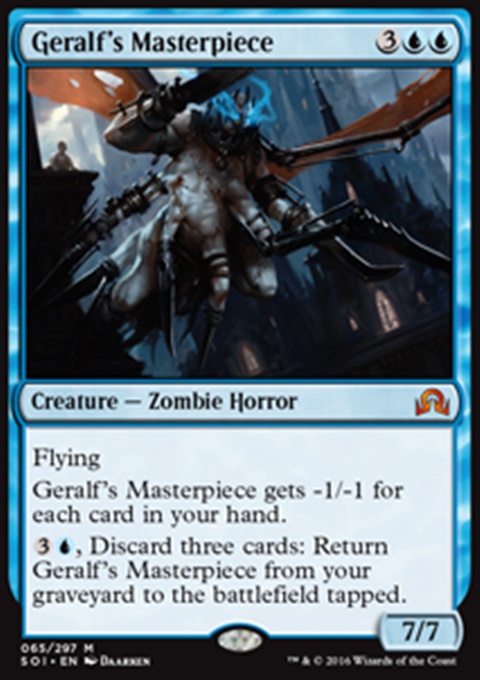 Geralf's Masterpiece 3
Creature — Zombie Horror
Flying
Geralf's Masterpiece gets -1/-1 for
each card in your hand.
3, Discard three cards: Return
Geralf's Masterpiece from your
graveyard to the battlefield tapped.
7/7
065/297 M
SOI • EN Daarken
™ & © 2016 Wizards of the Coast